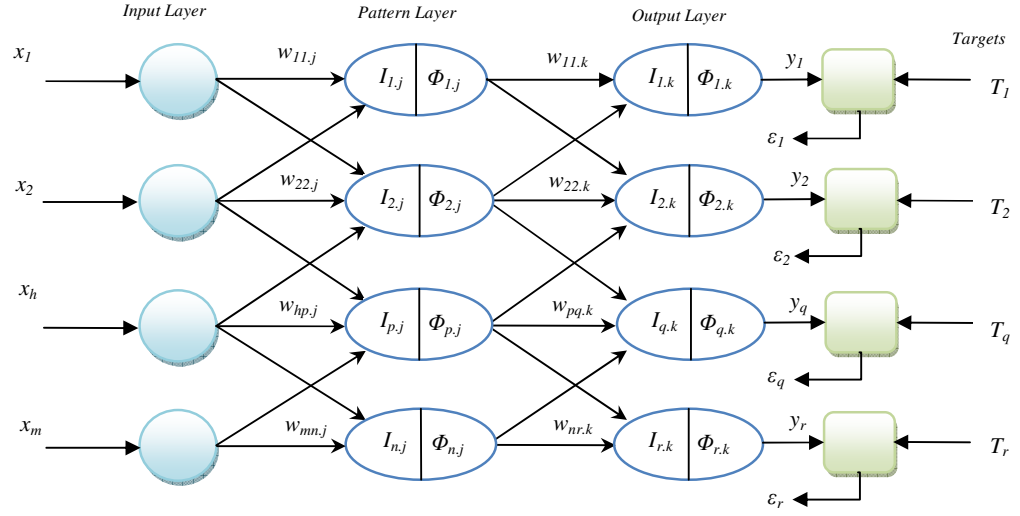 Input Layer
Pattern Layer
Output Layer
Targets
x1
w11.j
I1.j
Φ1.j
w11.k
I1.k
Φ1.k
y1
T1
ε1
x2
w22.j
I2.j
Φ2.j
w22.k
I2.k
Φ2.k
y2
T2
ε2
xh
whp.j
Ip.j
Φp.j
wpq.k
Iq.k
Φq.k
yq
Tq
εq
xm
wmn.j
In.j
Φn.j
wnr.k
Ir.k
Φr.k
yr
Tr
εr